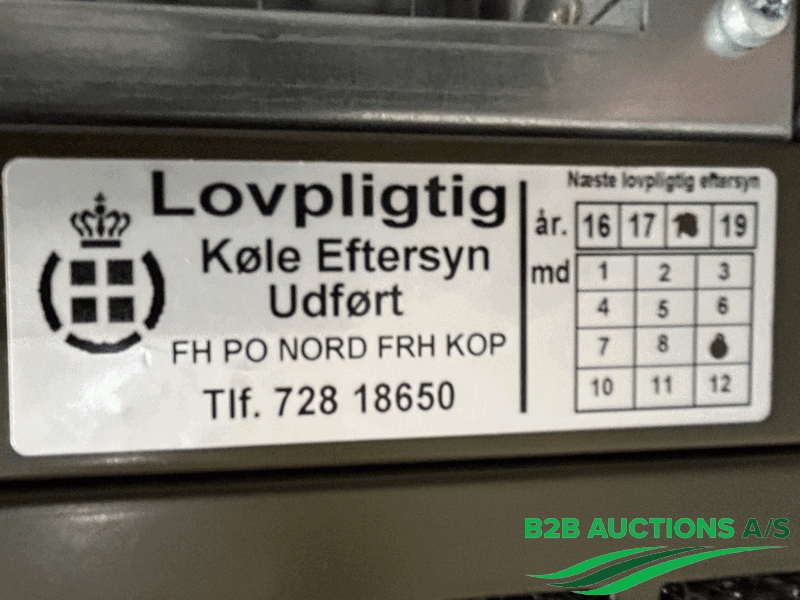 Lovpligtig
Køle Eftersyn
Udført
FH PO NORD FRH KOP
Tlf. 728 18650
Næste lovpligtig eftersyn
år. 16 17 19
md 1 2 3
4 5 6
7 8
10 11 12
B2B AUCTIONS A/S